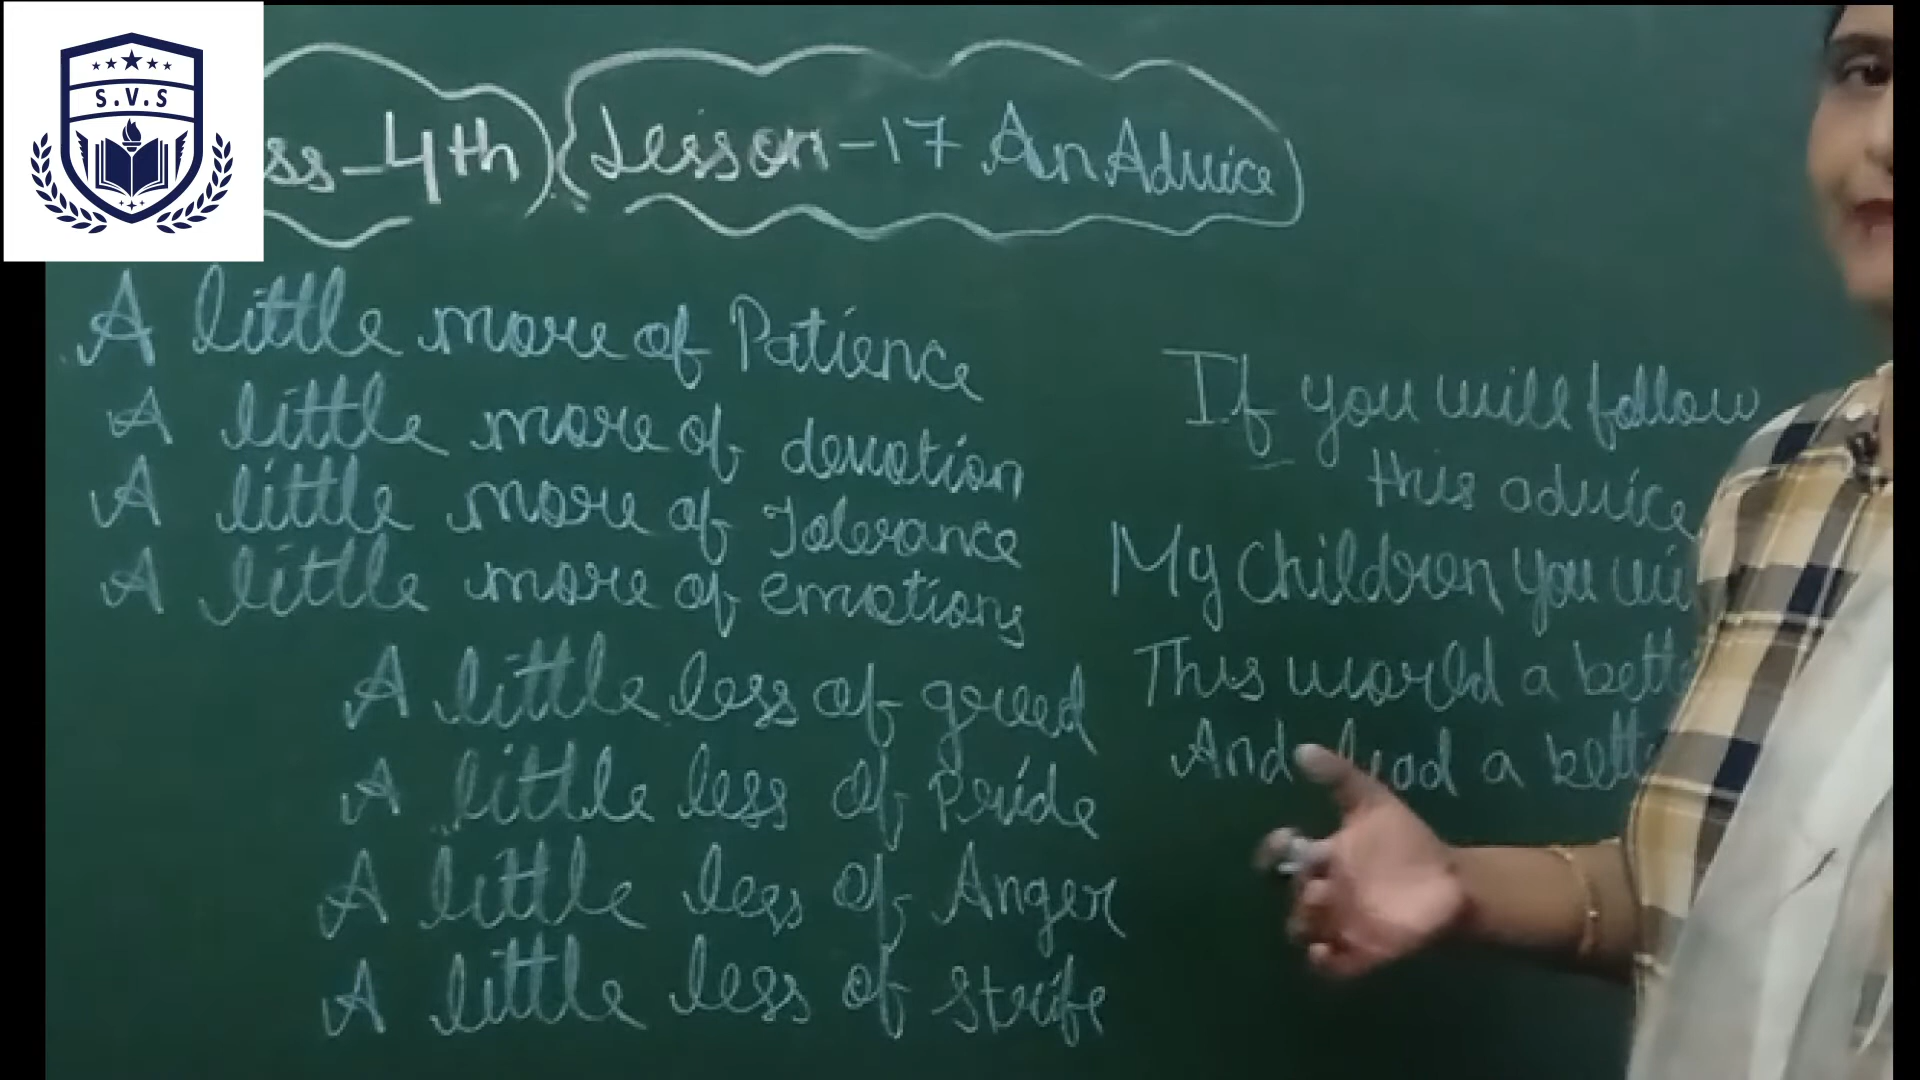 S.V.S
ss-4th
Lesson-17 An Advice
A little more of Patience
A little more of devotion
A little more of Tolerance
A little more of emotions
A little less of greed
A little less of Pride
A little less of Anger
A little less of strife
If you will follow
this advice
My Children you
This world a
And lead a